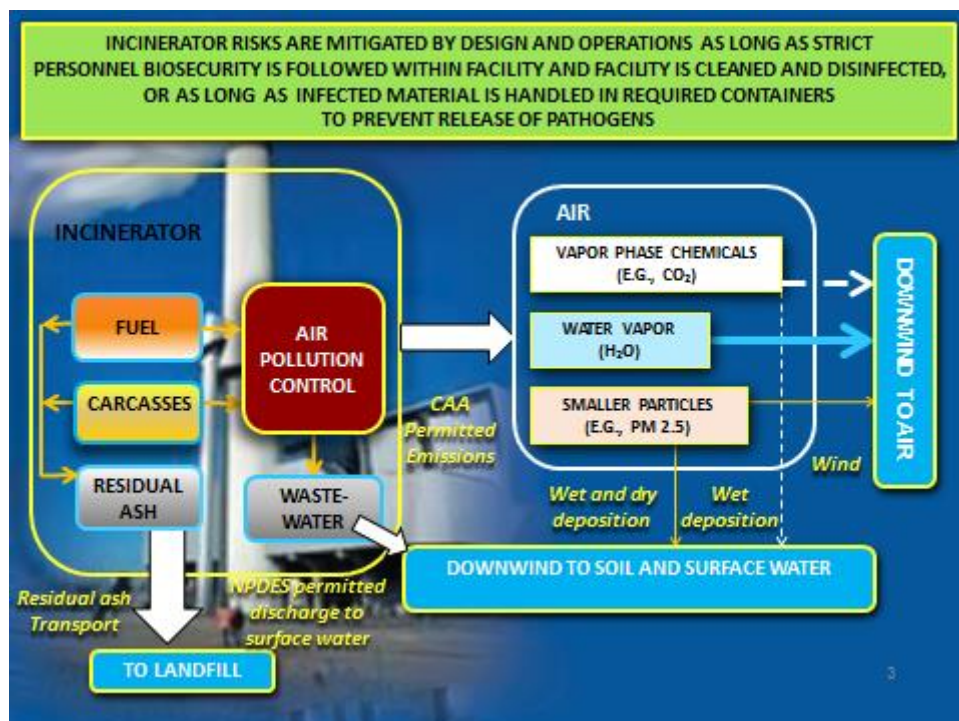 INCINERATOR RISKS ARE MITIGATED BY DESIGN AND OPERATIONS AS LONG AS STRICT
PERSONNEL BIOSECURITY IS FOLLOWED WITHIN FACILITY AND FACILITY IS CLEANED AND DISINFECTED,
OR AS LONG AS INFECTED MATERIAL IS HANDLED IN REQUIRED CONTAINERS
TO PREVENT RELEASE OF PATHOGENS
INCINERATOR
FUEL
CARCASSES
RESIDUAL
ASH
AIR
POLLUTION
CONTROL
WASTE-
WATER
CAA
Permitted
Emissions
AIR
VAPOR PHASE CHEMICALS
(E.G., CO₂)
WATER VAPOR
(H₂O)
SMALLER PARTICLES
(E.G., PM 2.5)
DOWNWIND TO AIR
Wind
Wet and dry
deposition
Wet
deposition
DOWNWIND TO SOIL AND SURFACE WATER
Residual ash
Transport
NPDES permitted
discharge to
surface water
TO LANDFILL
3